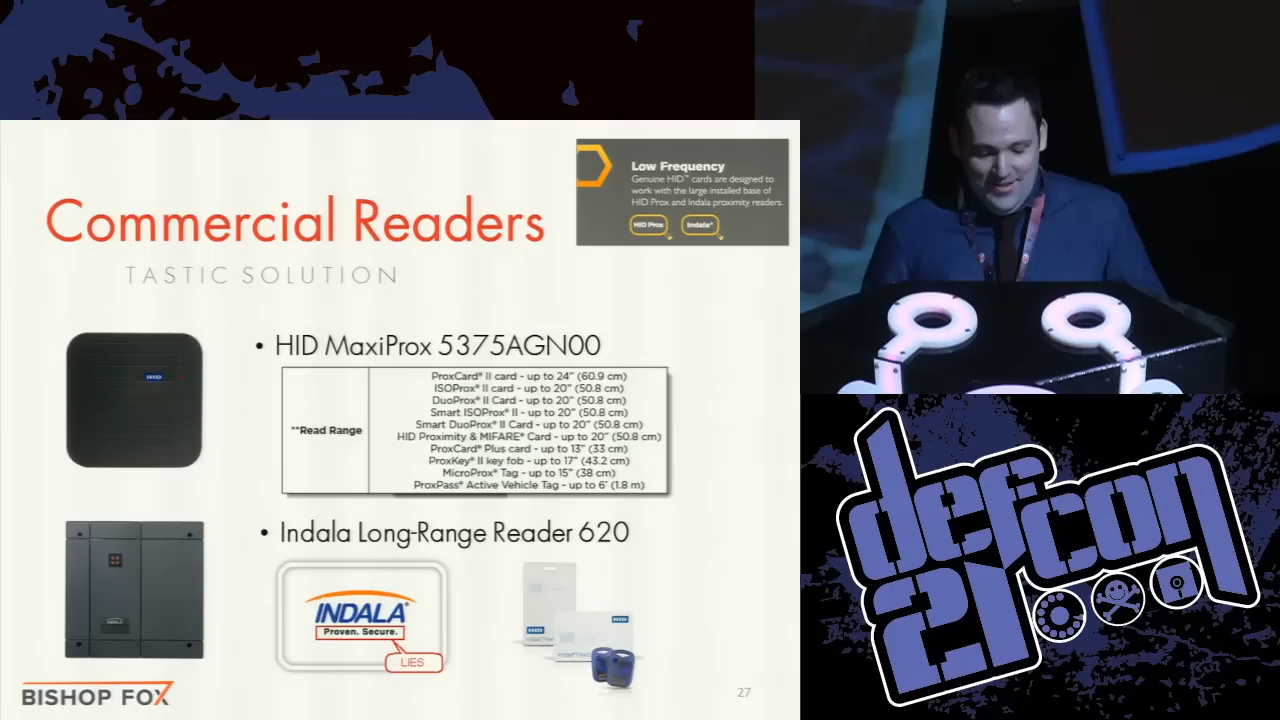 Low Frequency
Genuine HID™ cards are designed to
work with the large installed base of
HID Prox and Indala proximity readers.
HID Prox
Indala®
Commercial Readers
TASTIC SOLUTION
• HID MaxiProx 5375AGN00
HID
**Read Range
ProxCard® II card - up to 24" (60.9 cm)
ISOProx® II card - up to 20" (50.8 cm)
DuoProx® II Card - up to 20" (50.8 cm)
Smart ISOProx® II - up to 20" (50.8 cm)
Smart DuoProx® II Card - up to 20" (50.8 cm)
HID Proximity & MIFARE® Card - up to 20" (50.8 cm)
ProxCard® Plus card - up to 13" (33 cm)
ProxKey® II key fob - up to 17" (43.2 cm)
MicroProx® Tag - up to 15" (38 cm)
ProxPass® Active Vehicle Tag - up to 6' (1.8 m)
• Indala Long-Range Reader 620
INDALA
INDALA®
Proven. Secure.
LIES
HID
HID
BISHOP FOX
27
defcon
21